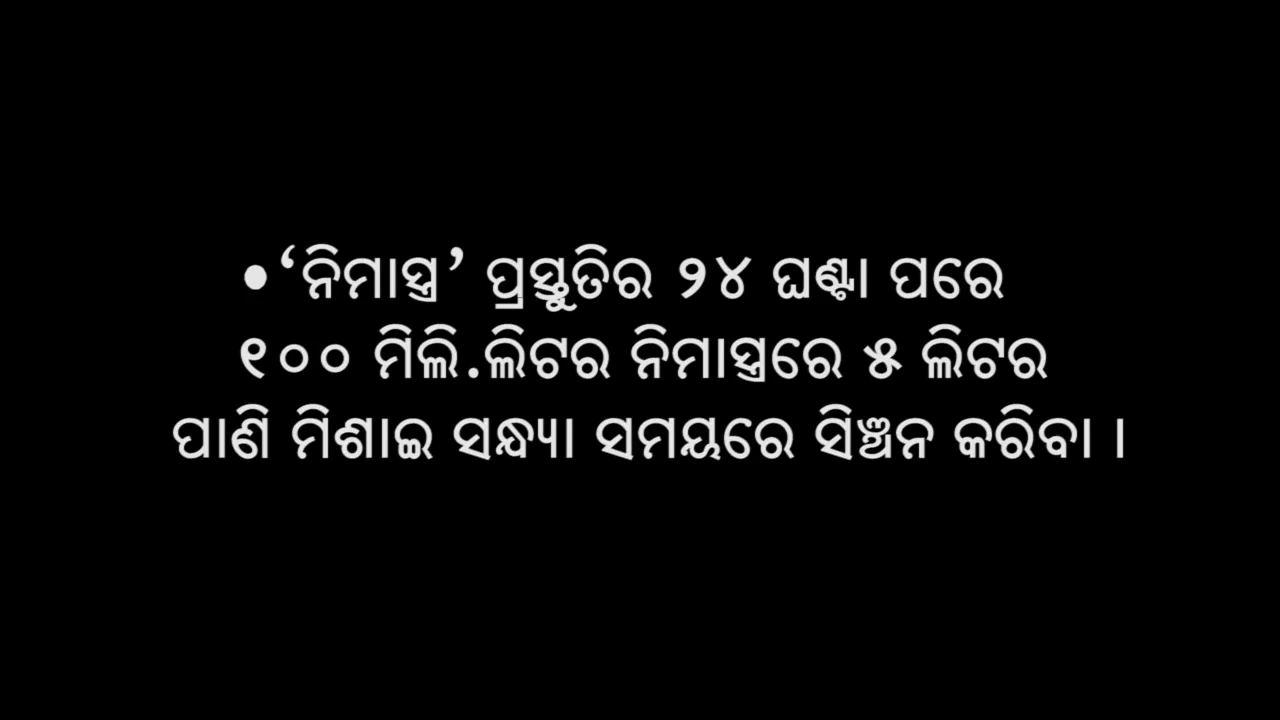 •‘ନିମାସ୍ତ୍ର’ ପ୍ରସ୍ତୁତିର ୨୪ ଘଣ୍ଟା ପରେ
୧୦୦ ମିଲି.ଲିଟର ନିମାସ୍ତ୍ରରେ ୫ ଲିଟର
ପାଣି ମିଶାଇ ସନ୍ଧ୍ୟା ସମୟରେ ସିଞ୍ଚନ କରିବା ।